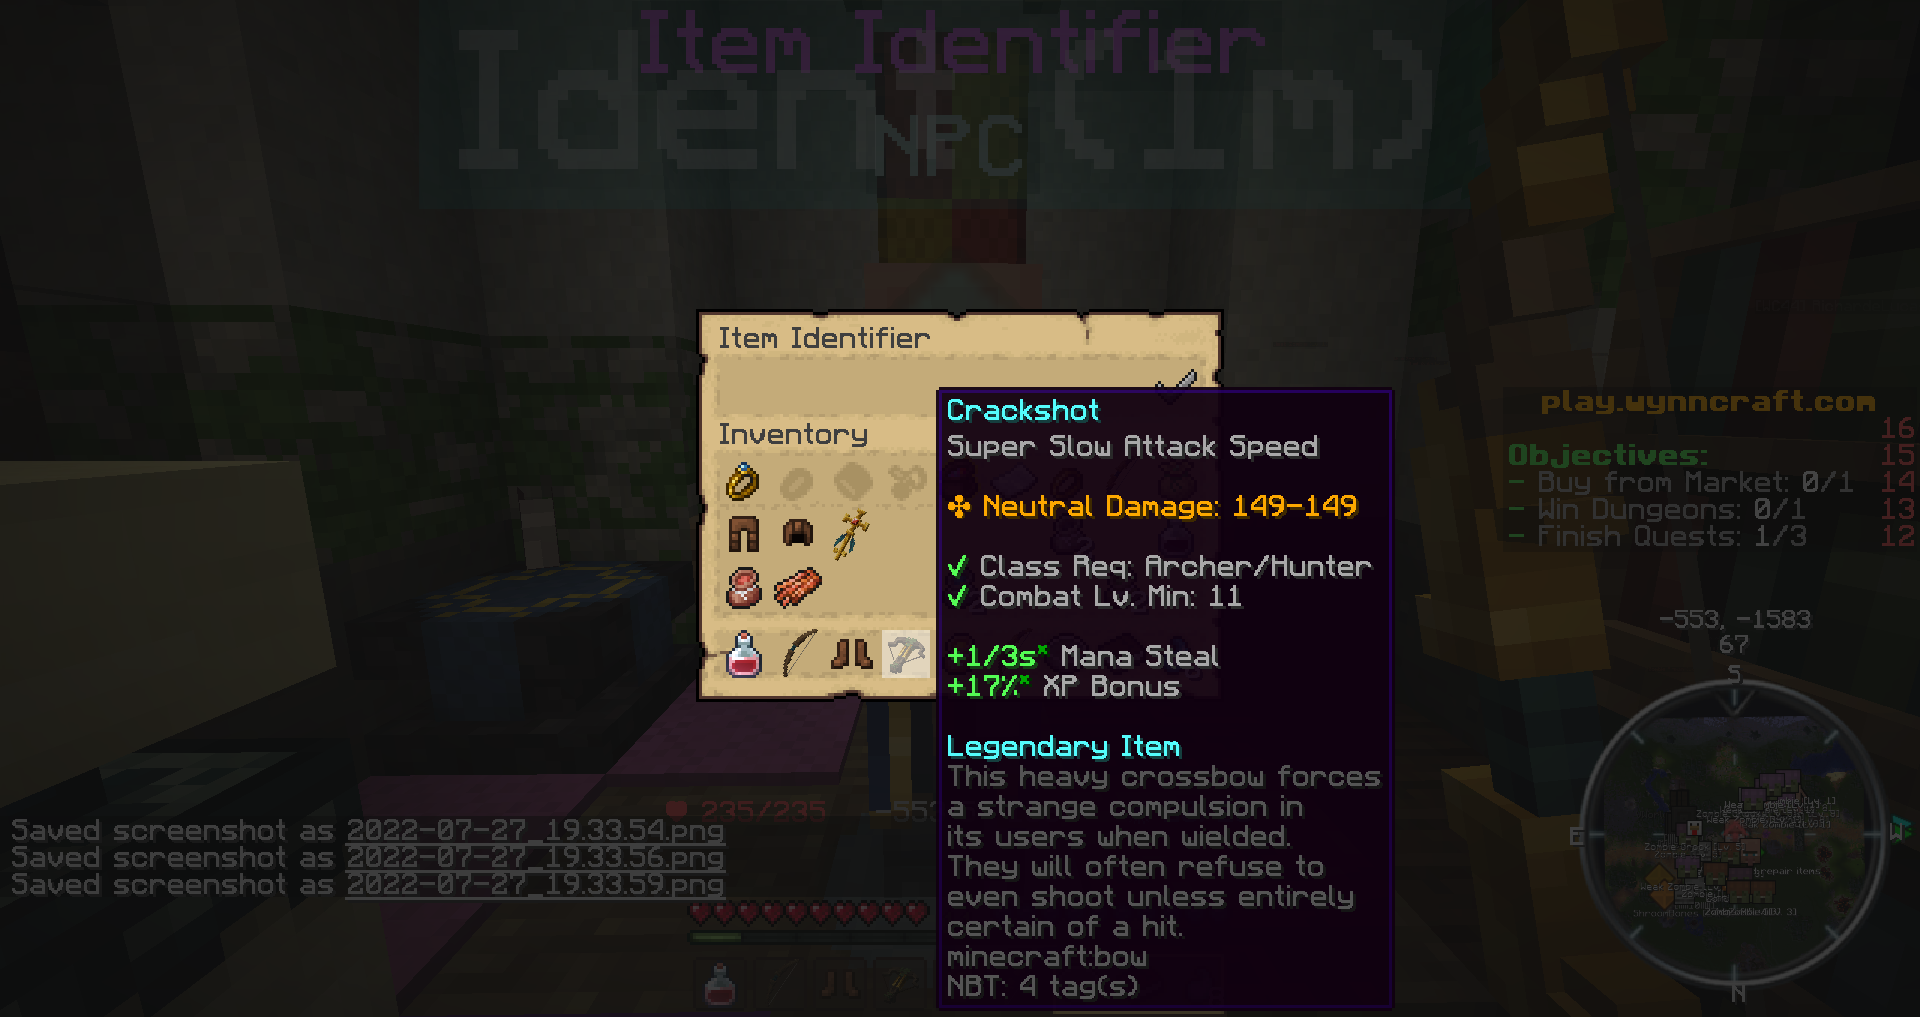 Item Identifier
Iden (1m)
NPC
Item Identifier
Inventory
Crackshot
Super Slow Attack Speed
✣ Neutral Damage: 149-149
✓ Class Req: Archer/Hunter
✓ Combat Lv. Min: 11
+1/3s* Mana Steal
+17%* XP Bonus
Legendary Item
This heavy crossbow forces
a strange compulsion in
its users when wielded.
They will often refuse to
even shoot unless entirely
certain of a hit.
minecraft:bow
NBT: 4 tag(s)
play.wynncraft.com
16
Objectives: 15
- Buy from Market: 0/1 14
- Win Dungeons: 0/1 13
- Finish Quests: 1/3 12
-553, -1583
67
S
E
W
N
repair items
235/235 -553
Saved screenshot as 2022-07-27_19.33.54.png
Saved screenshot as 2022-07-27_19.33.56.png
Saved screenshot as 2022-07-27_19.33.59.png